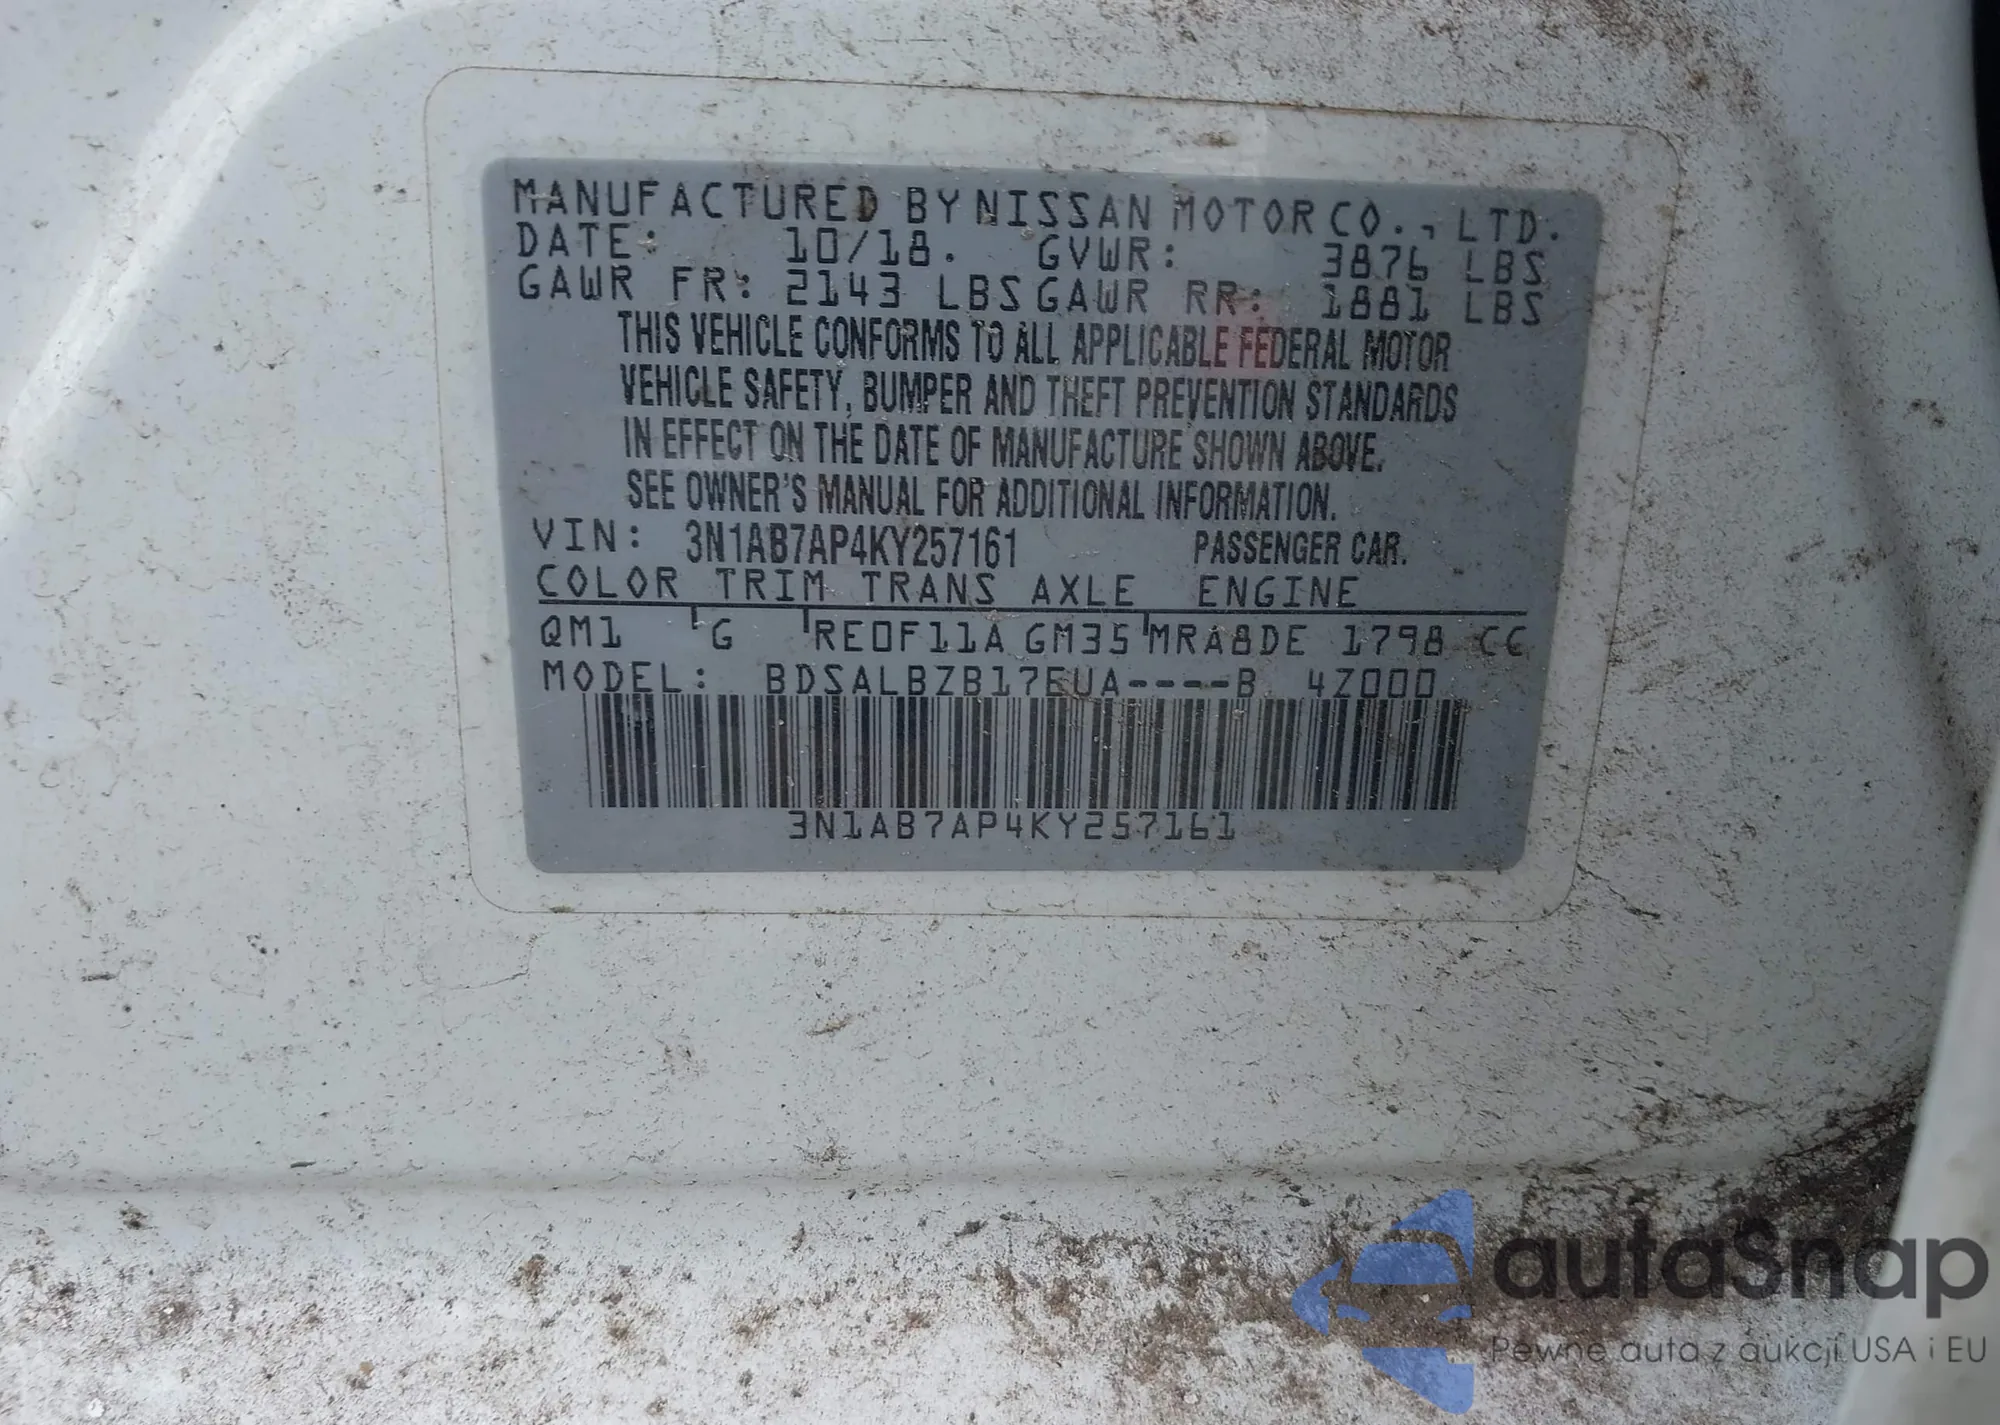 MANUFACTURED BY NISSAN MOTOR CO., LTD.
DATE: 10/18. GVWR: 3876 LBS
GAWR FR: 2143 LBS GAWR RR: 1881 LBS
THIS VEHICLE CONFORMS TO ALL APPLICABLE FEDERAL MOTOR
VEHICLE SAFETY, BUMPER AND THEFT PREVENTION STANDARDS
IN EFFECT ON THE DATE OF MANUFACTURE SHOWN ABOVE.
SEE OWNER'S MANUAL FOR ADDITIONAL INFORMATION.
VIN: 3N1AB7AP4KY257161 PASSENGER CAR.
COLOR TRIM TRANS AXLE ENGINE
QM1 G RE0F11A GM35 MRA8DE 1798 CC
MODEL: BDSALBZB17EUA----B 4Z000
3N1AB7AP4KY257161
autaSnap
Pewne auta z aukcji USA i EU